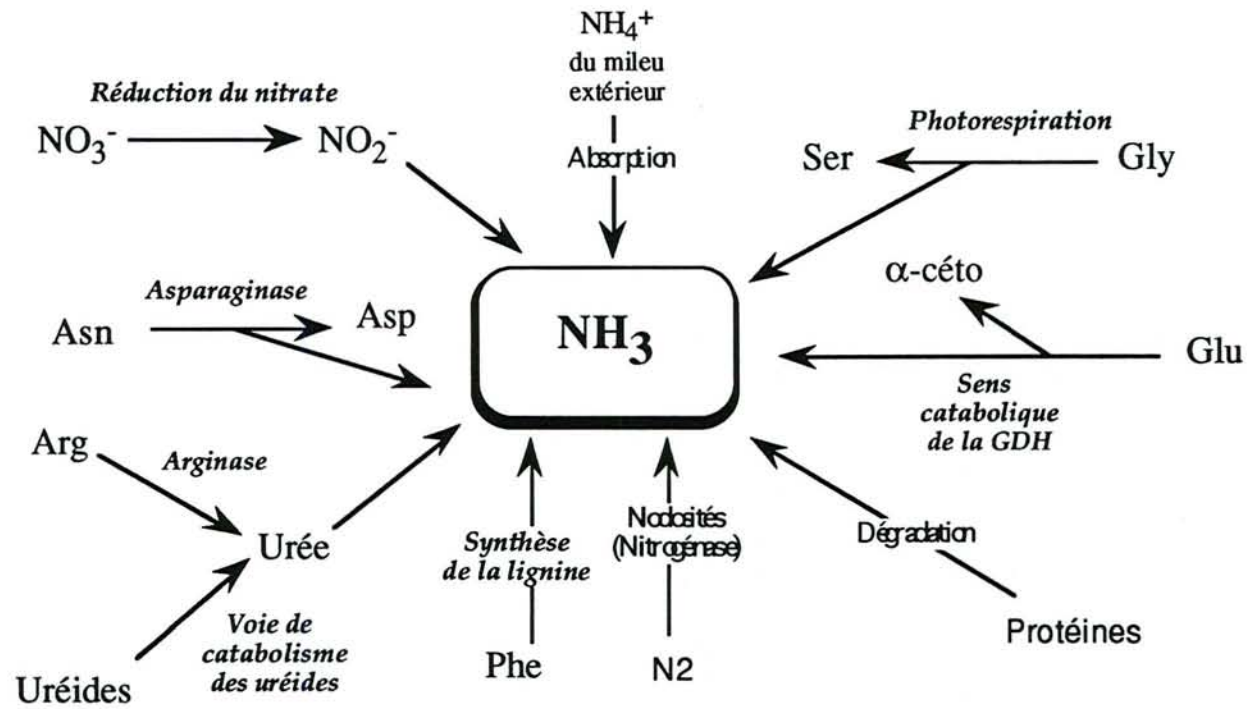 NH₄⁺
du mileu
extérieur
Absorption
Réduction du nitrate
NO₃⁻
NO₂⁻
Photorespiration
Ser
Gly
α-céto
Asparaginase
Asn
Asp
NH₃
Glu
Sens
catabolique
de la GDH
Arg
Arginase
Urée
Synthèse
de la lignine
Nodosités
(Nitrogénase)
Dégradation
Protéines
Voie de
catabolisme
des uréides
Uréides
Phe
N2